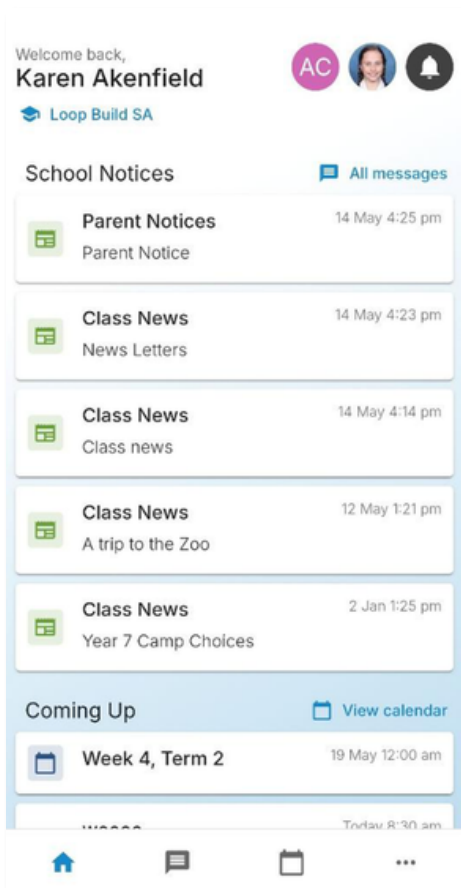 Welcome back,
Karen Akenfield
AC
Loop Build SA
School Notices
All messages
Parent Notices
14 May 4:25 pm
Parent Notice
Class News
14 May 4:23 pm
News Letters
Class News
14 May 4:14 pm
Class news
Class News
12 May 1:21 pm
A trip to the Zoo
Class News
2 Jan 1:25 pm
Year 7 Camp Choices
Coming Up
View calendar
Week 4, Term 2
19 May 12:00 am
Today 8:30 am